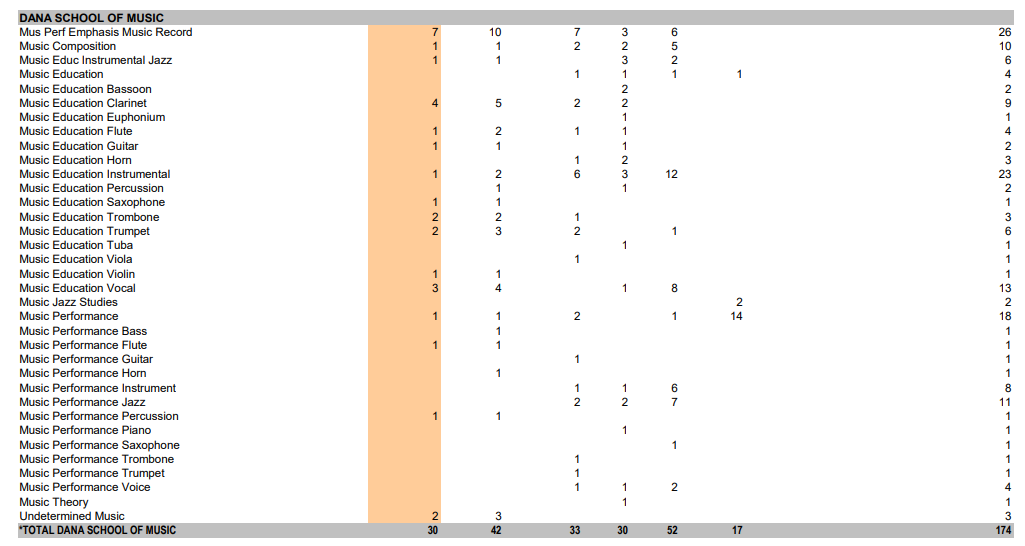 DANA SCHOOL OF MUSIC
Mus Perf Emphasis Music Record 7 10 7 3 6 26
Music Composition 1 1 2 2 5 10
Music Educ Instrumental Jazz 1 1 3 2 6
Music Education 1 1 1 1 4
Music Education Bassoon 2 2
Music Education Clarinet 4 5 2 2 9
Music Education Euphonium 1 1
Music Education Flute 1 2 1 1 4
Music Education Guitar 1 1 1 2
Music Education Horn 1 2 3
Music Education Instrumental 1 2 6 3 12 23
Music Education Percussion 1 1 2
Music Education Saxophone 1 1 1
Music Education Trombone 2 2 1 3
Music Education Trumpet 2 3 2 1 6
Music Education Tuba 1 1
Music Education Viola 1 1
Music Education Violin 1 1 1
Music Education Vocal 3 4 1 8 13
Music Jazz Studies 2 2
Music Performance 1 1 2 1 14 18
Music Performance Bass 1 1
Music Performance Flute 1 1 1
Music Performance Guitar 1 1
Music Performance Horn 1 1
Music Performance Instrument 1 1 6 8
Music Performance Jazz 2 2 7 11
Music Performance Percussion 1 1 1
Music Performance Piano 1 1
Music Performance Saxophone 1 1
Music Performance Trombone 1 1
Music Performance Trumpet 1 1
Music Performance Voice 1 1 2 4
Music Theory 1 1
Undetermined Music 2 3 3
*TOTAL DANA SCHOOL OF MUSIC 30 42 33 30 52 17 174